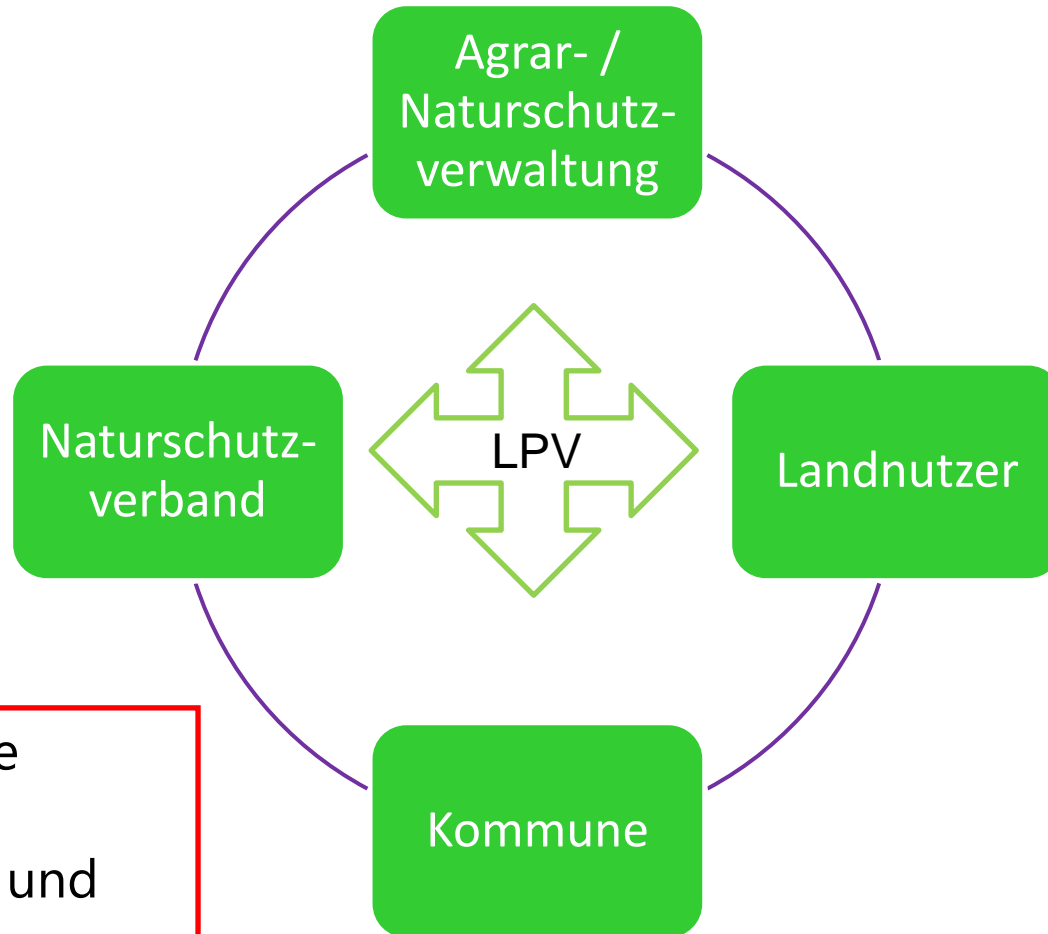 Agrar- /
Naturschutz-
verwaltung
Naturschutz-
verband
LPV
Landnutzer
Kommune
und